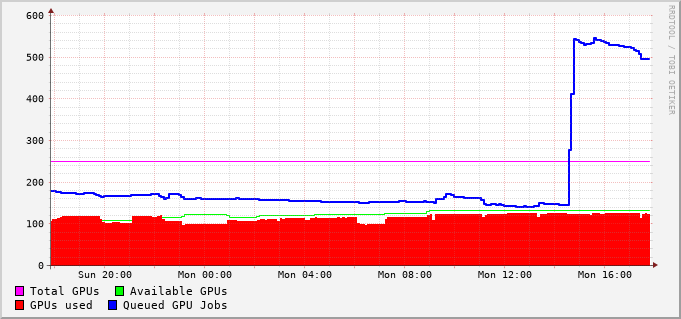 600
500
400
300
200
100
0
Sun 20:00 Mon 00:00 Mon 04:00 Mon 08:00 Mon 12:00 Mon 16:00
Total GPUs Available GPUs
GPUs used Queued GPU Jobs
RRDTOOL / TOBI OETIKER